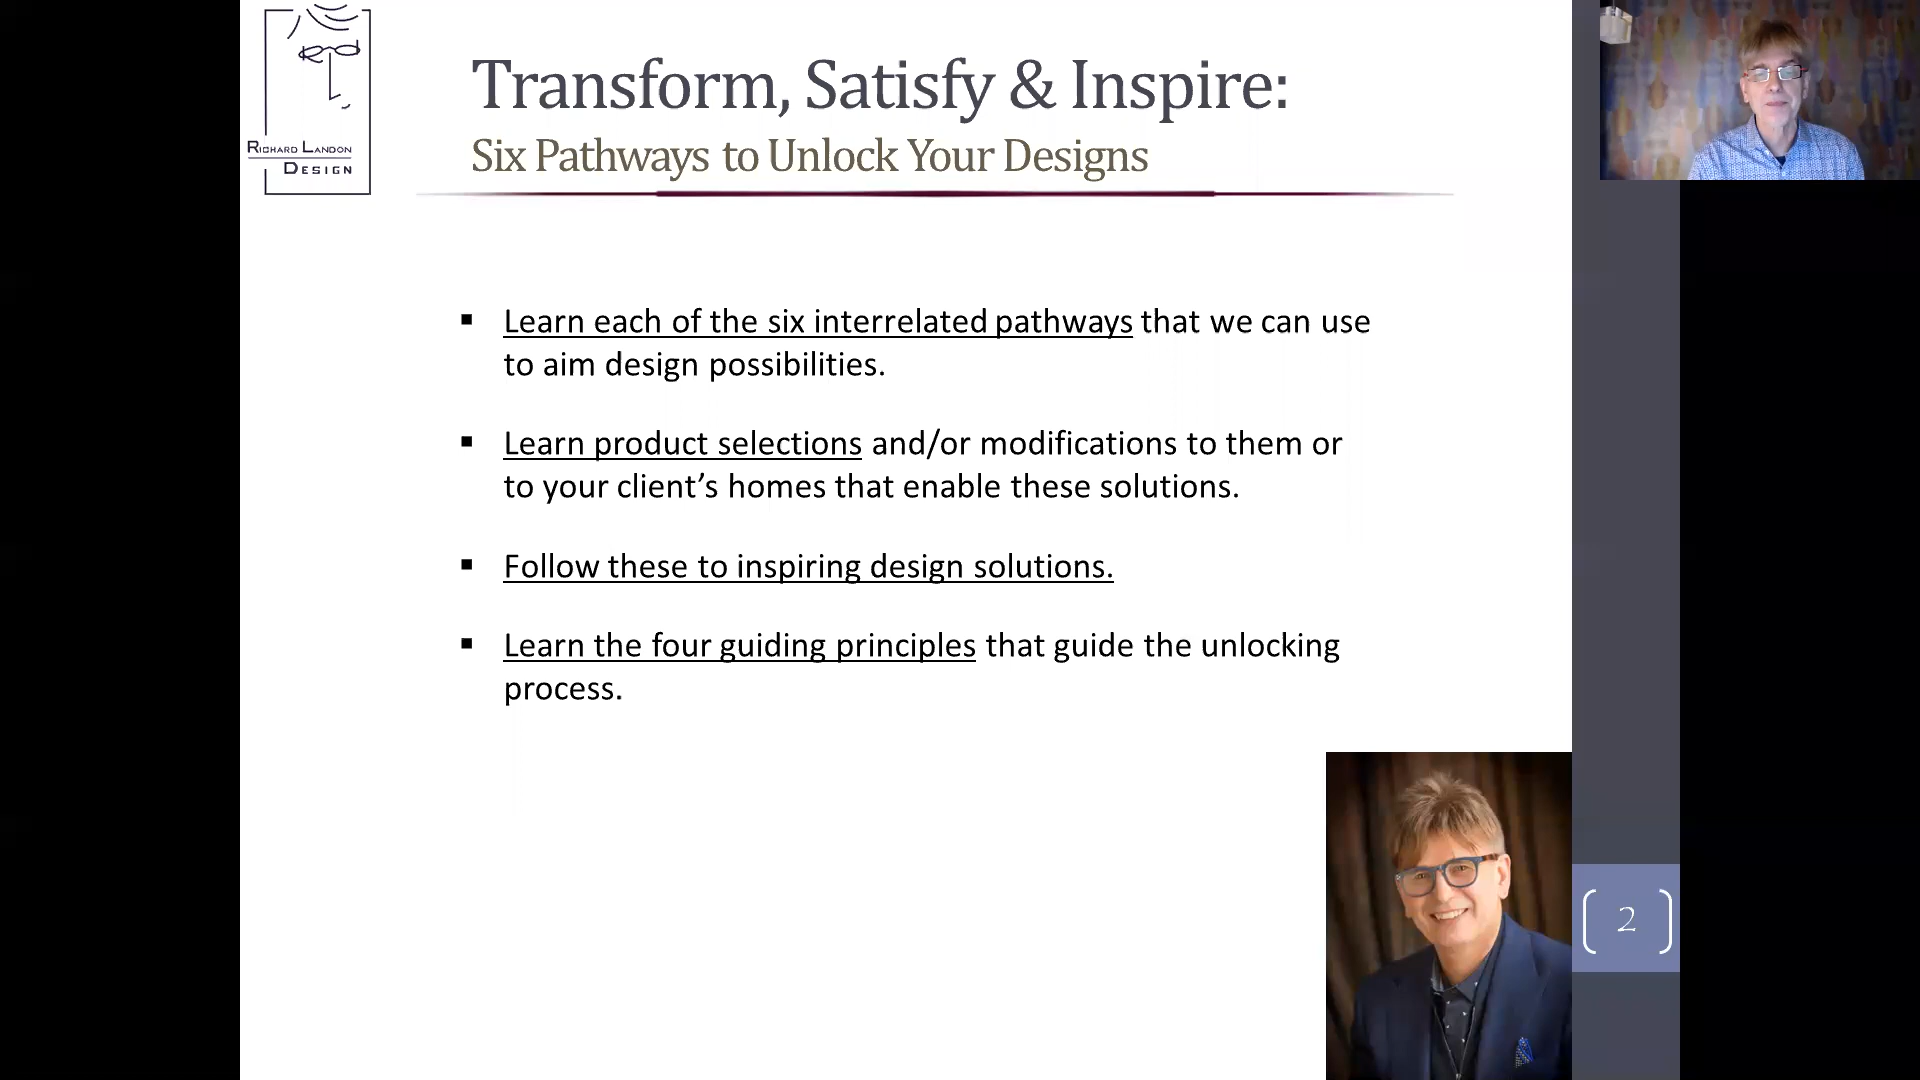 RICHARD LANDON
DESIGN
Transform, Satisfy & Inspire:
Six Pathways to Unlock Your Designs
▪ Learn each of the six interrelated pathways that we can use
to aim design possibilities.
▪ Learn product selections and/or modifications to them or
to your client’s homes that enable these solutions.
▪ Follow these to inspiring design solutions.
▪ Learn the four guiding principles that guide the unlocking
process.
2